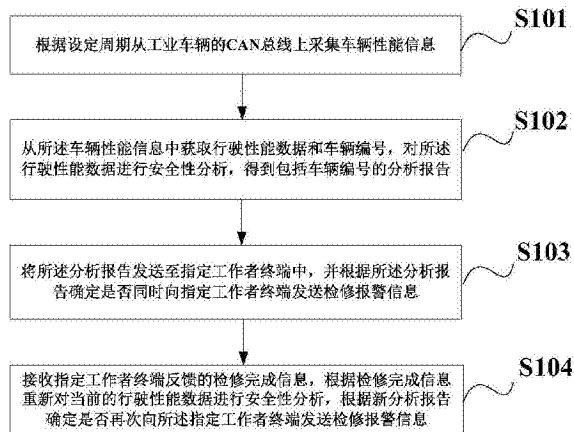 S101
根据设定周期从工业车辆的CAN总线上采集车辆性能信息
S102
从所述车辆性能信息中获取行驶性能数据和车辆编号，对所述
行驶性能数据进行安全性分析，得到包括车辆编号的分析报告
S103
将所述分析报告发送至指定工作者终端中，并根据所述分析报
告确定是否同时向指定工作者终端发送检修报警信息
S104
接收指定工作者终端反馈的检修完成信息，根据检修完成信息
重新对当前的行驶性能数据进行安全性分析，根据新分析报告
确定是否再次向所述指定工作者终端发送检修报警信息